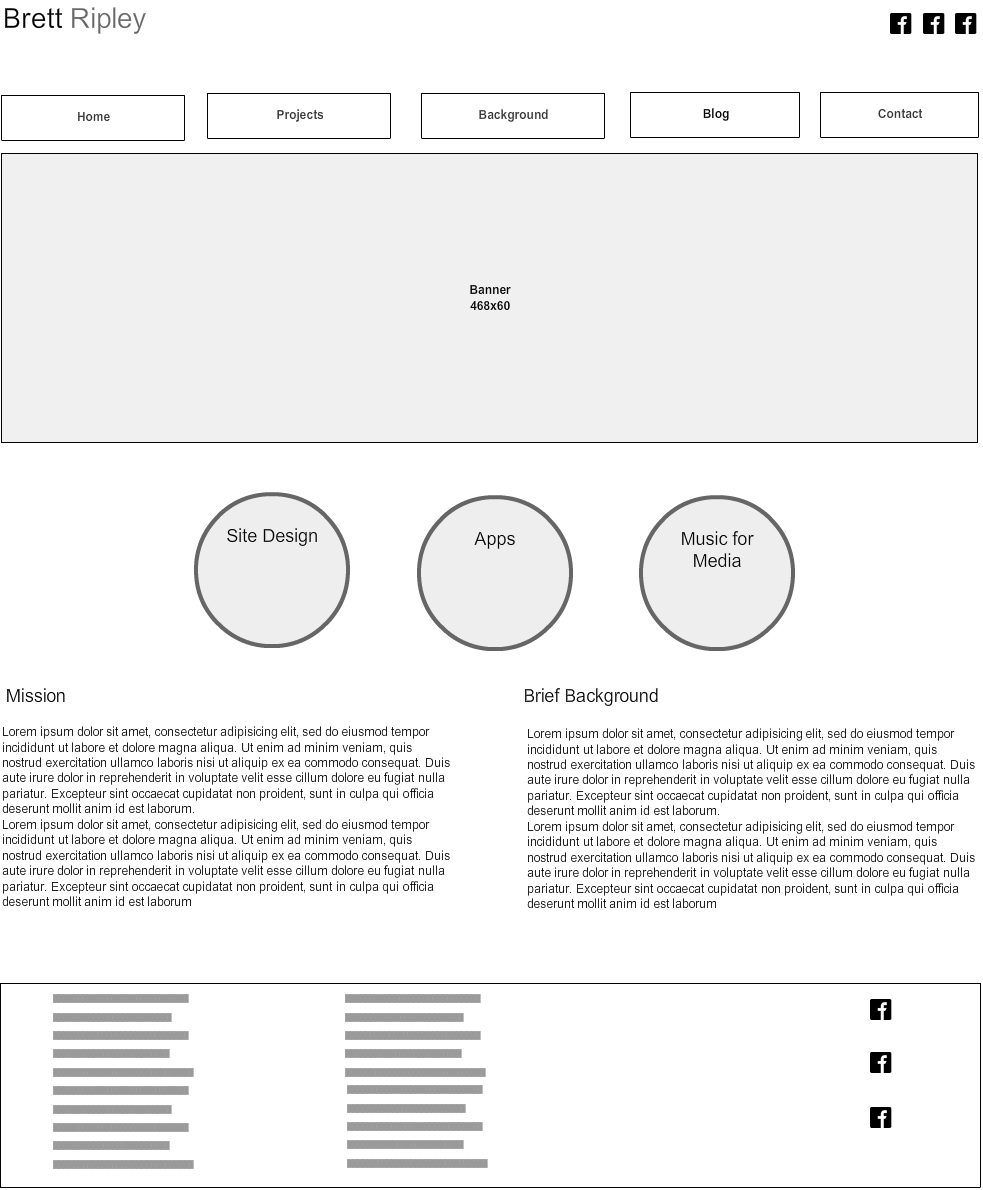 Brett Ripley
Home
Projects
Background
Blog
Contact
Banner
468x60
Site Design
Apps
Music for
Media
Mission
Lorem ipsum dolor sit amet, consectetur adipisicing elit, sed do eiusmod tempor
incididunt ut labore et dolore magna aliqua. Ut enim ad minim veniam, quis
nostrud exercitation ullamco laboris nisi ut aliquip ex ea commodo consequat. Duis
aute irure dolor in reprehenderit in voluptate velit esse cillum dolore eu fugiat nulla
pariatur. Excepteur sint occaecat cupidatat non proident, sunt in culpa qui officia
deserunt mollit anim id est laborum.
Lorem ipsum dolor sit amet, consectetur adipisicing elit, sed do eiusmod tempor
incididunt ut labore et dolore magna aliqua. Ut enim ad minim veniam, quis
nostrud exercitation ullamco laboris nisi ut aliquip ex ea commodo consequat. Duis
aute irure dolor in reprehenderit in voluptate velit esse cillum dolore eu fugiat nulla
pariatur. Excepteur sint occaecat cupidatat non proident, sunt in culpa qui officia
deserunt mollit anim id est laborum
Brief Background
Lorem ipsum dolor sit amet, consectetur adipisicing elit, sed do eiusmod tempor
incididunt ut labore et dolore magna aliqua. Ut enim ad minim veniam, quis
nostrud exercitation ullamco laboris nisi ut aliquip ex ea commodo consequat. Duis
aute irure dolor in reprehenderit in voluptate velit esse cillum dolore eu fugiat nulla
pariatur. Excepteur sint occaecat cupidatat non proident, sunt in culpa qui officia
deserunt mollit anim id est laborum.
Lorem ipsum dolor sit amet, consectetur adipisicing elit, sed do eiusmod tempor
incididunt ut labore et dolore magna aliqua. Ut enim ad minim veniam, quis
nostrud exercitation ullamco laboris nisi ut aliquip ex ea commodo consequat. Duis
aute irure dolor in reprehenderit in voluptate velit esse cillum dolore eu fugiat nulla
pariatur. Excepteur sint occaecat cupidatat non proident, sunt in culpa qui officia
deserunt mollit anim id est laborum